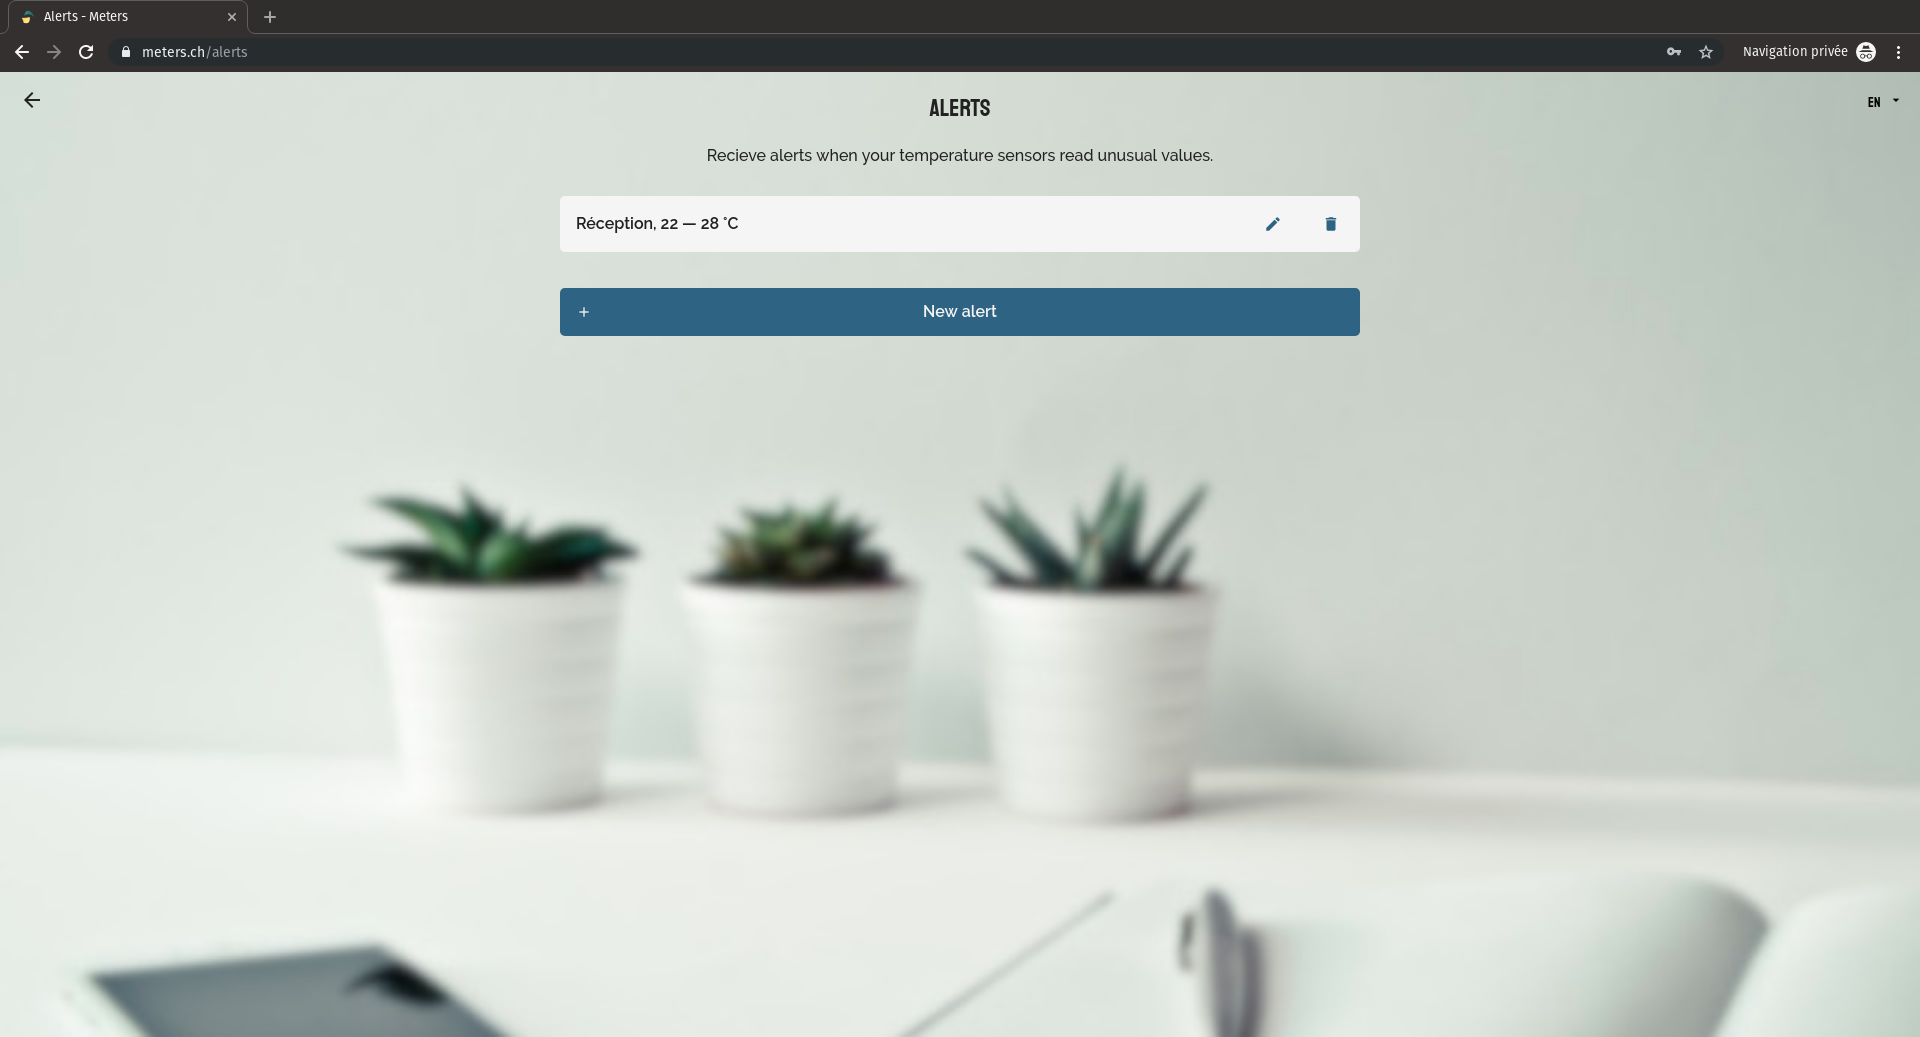 Alerts - Meters
meters.ch/alerts
Navigation privée
ALERTS
EN
Recieve alerts when your temperature sensors read unusual values.
Réception, 22 — 28 °C
New alert